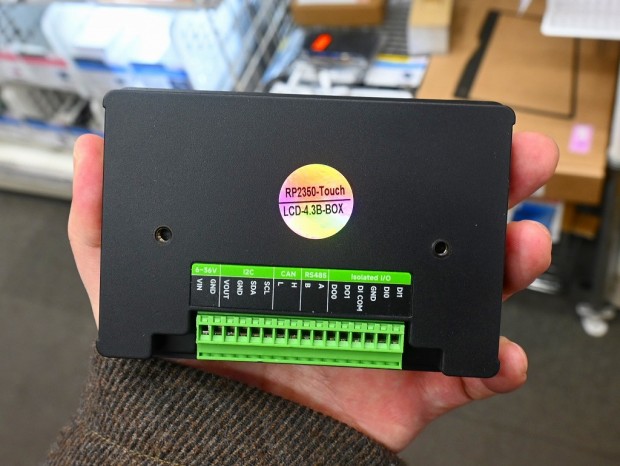 RP2350-Touch
LCD-4.3B-BOX
6-36V I2C CAN RS485 Isolated I/O
VIN GND VOUT GND SDA SCL L H B A DO0 DO1 DI COM GND DI0 DI1